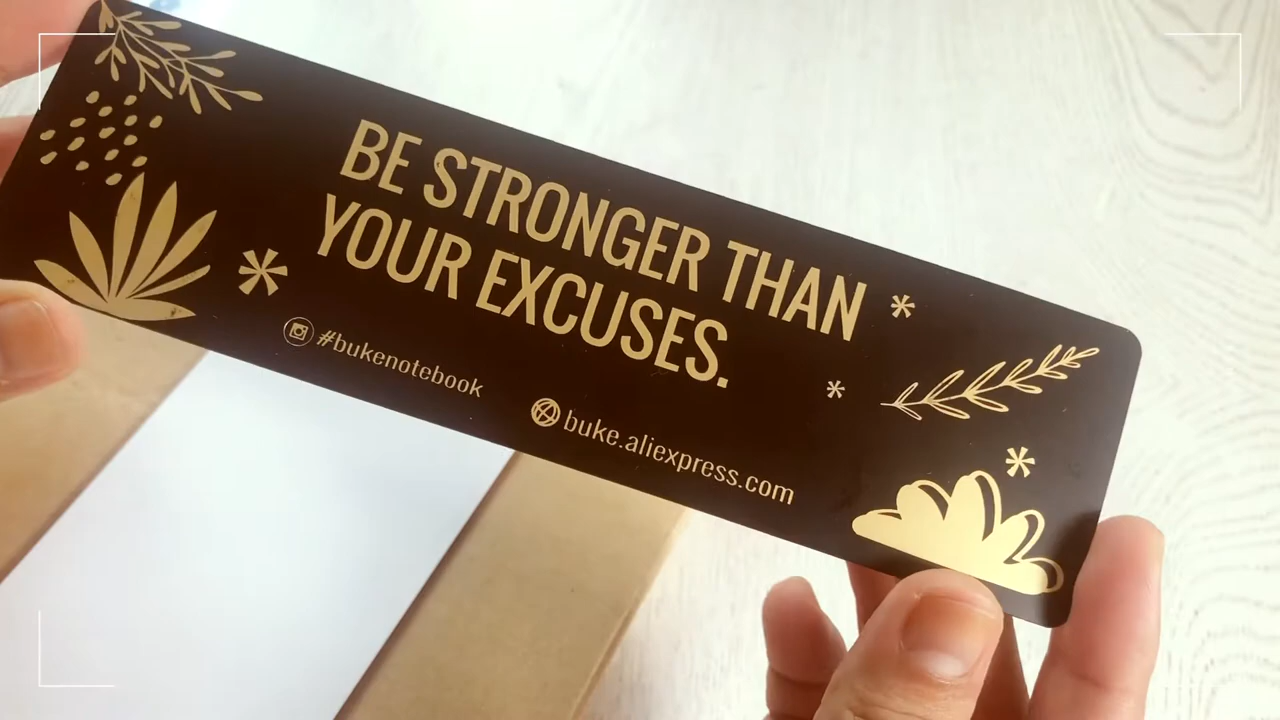 BE STRONGER THAN
YOUR EXCUSES.
#bukenotebook
buke.aliexpress.com